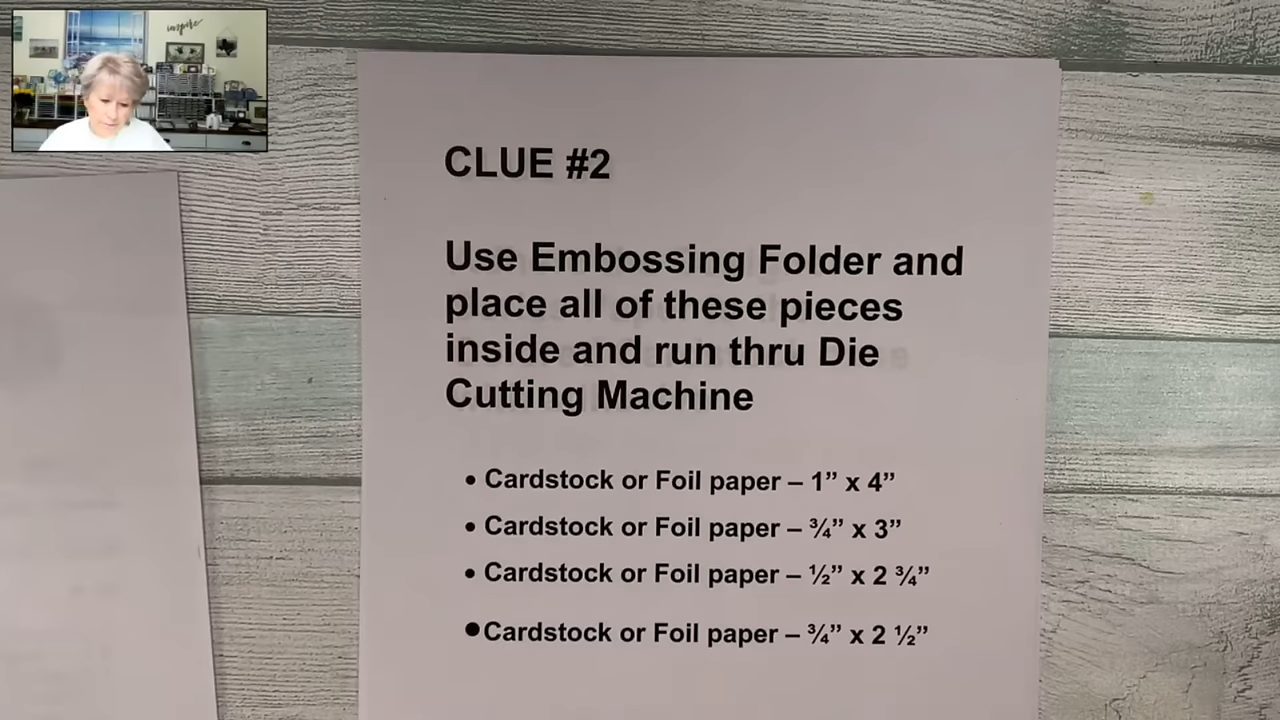 inspire
CLUE #2
Use Embossing Folder and
place all of these pieces
inside and run thru Die
Cutting Machine
• Cardstock or Foil paper – 1” x 4”
• Cardstock or Foil paper – ¾” x 3”
• Cardstock or Foil paper – ½” x 2 ¾”
• Cardstock or Foil paper – ¾” x 2 ½”